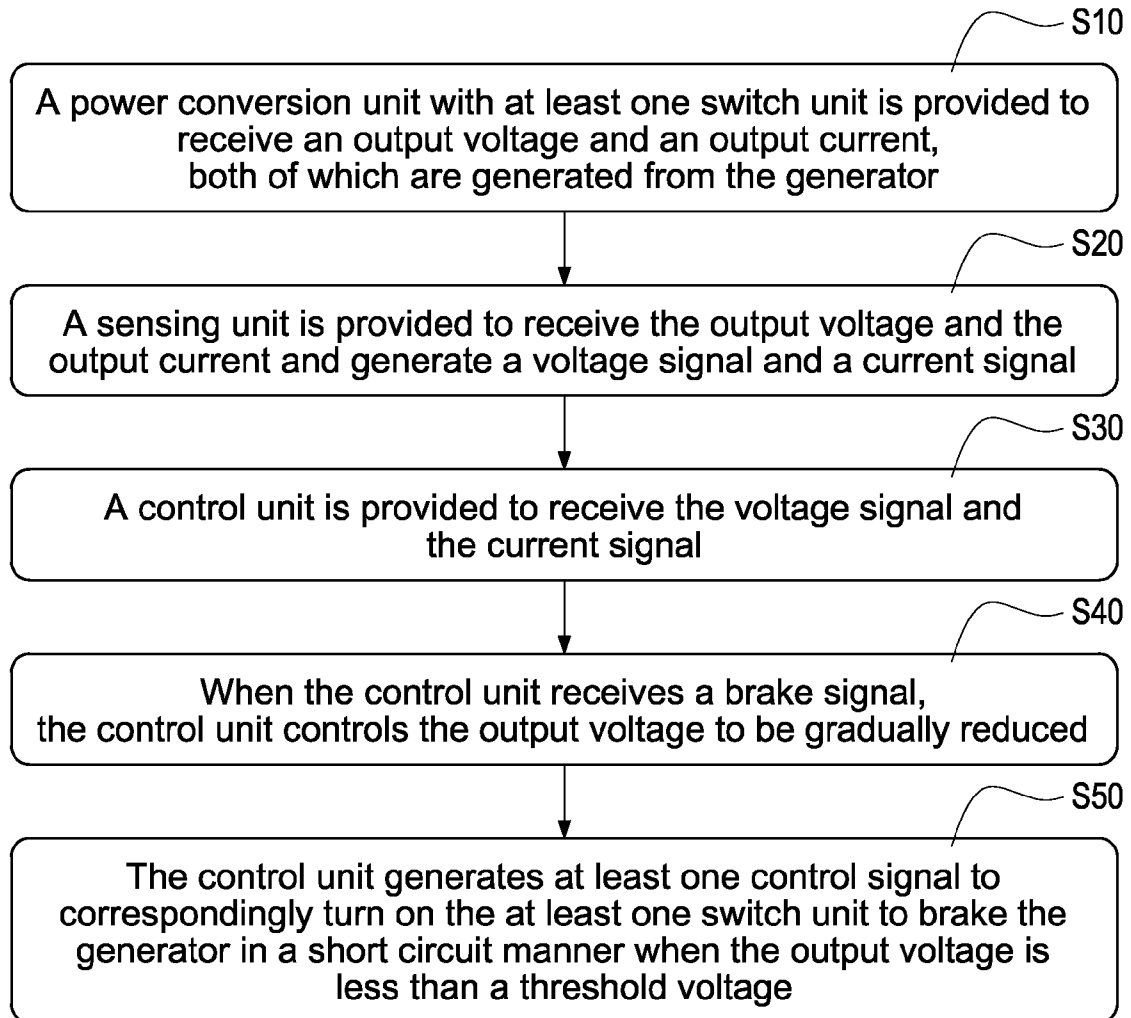 S10
A power conversion unit with at least one switch unit is provided to
receive an output voltage and an output current,
both of which are generated from the generator
S20
A sensing unit is provided to receive the output voltage and the
output current and generate a voltage signal and a current signal
S30
A control unit is provided to receive the voltage signal and
the current signal
S40
When the control unit receives a brake signal,
the control unit controls the output voltage to be gradually reduced
S50
The control unit generates at least one control signal to
correspondingly turn on the at least one switch unit to brake the
generator in a short circuit manner when the output voltage is
less than a threshold voltage